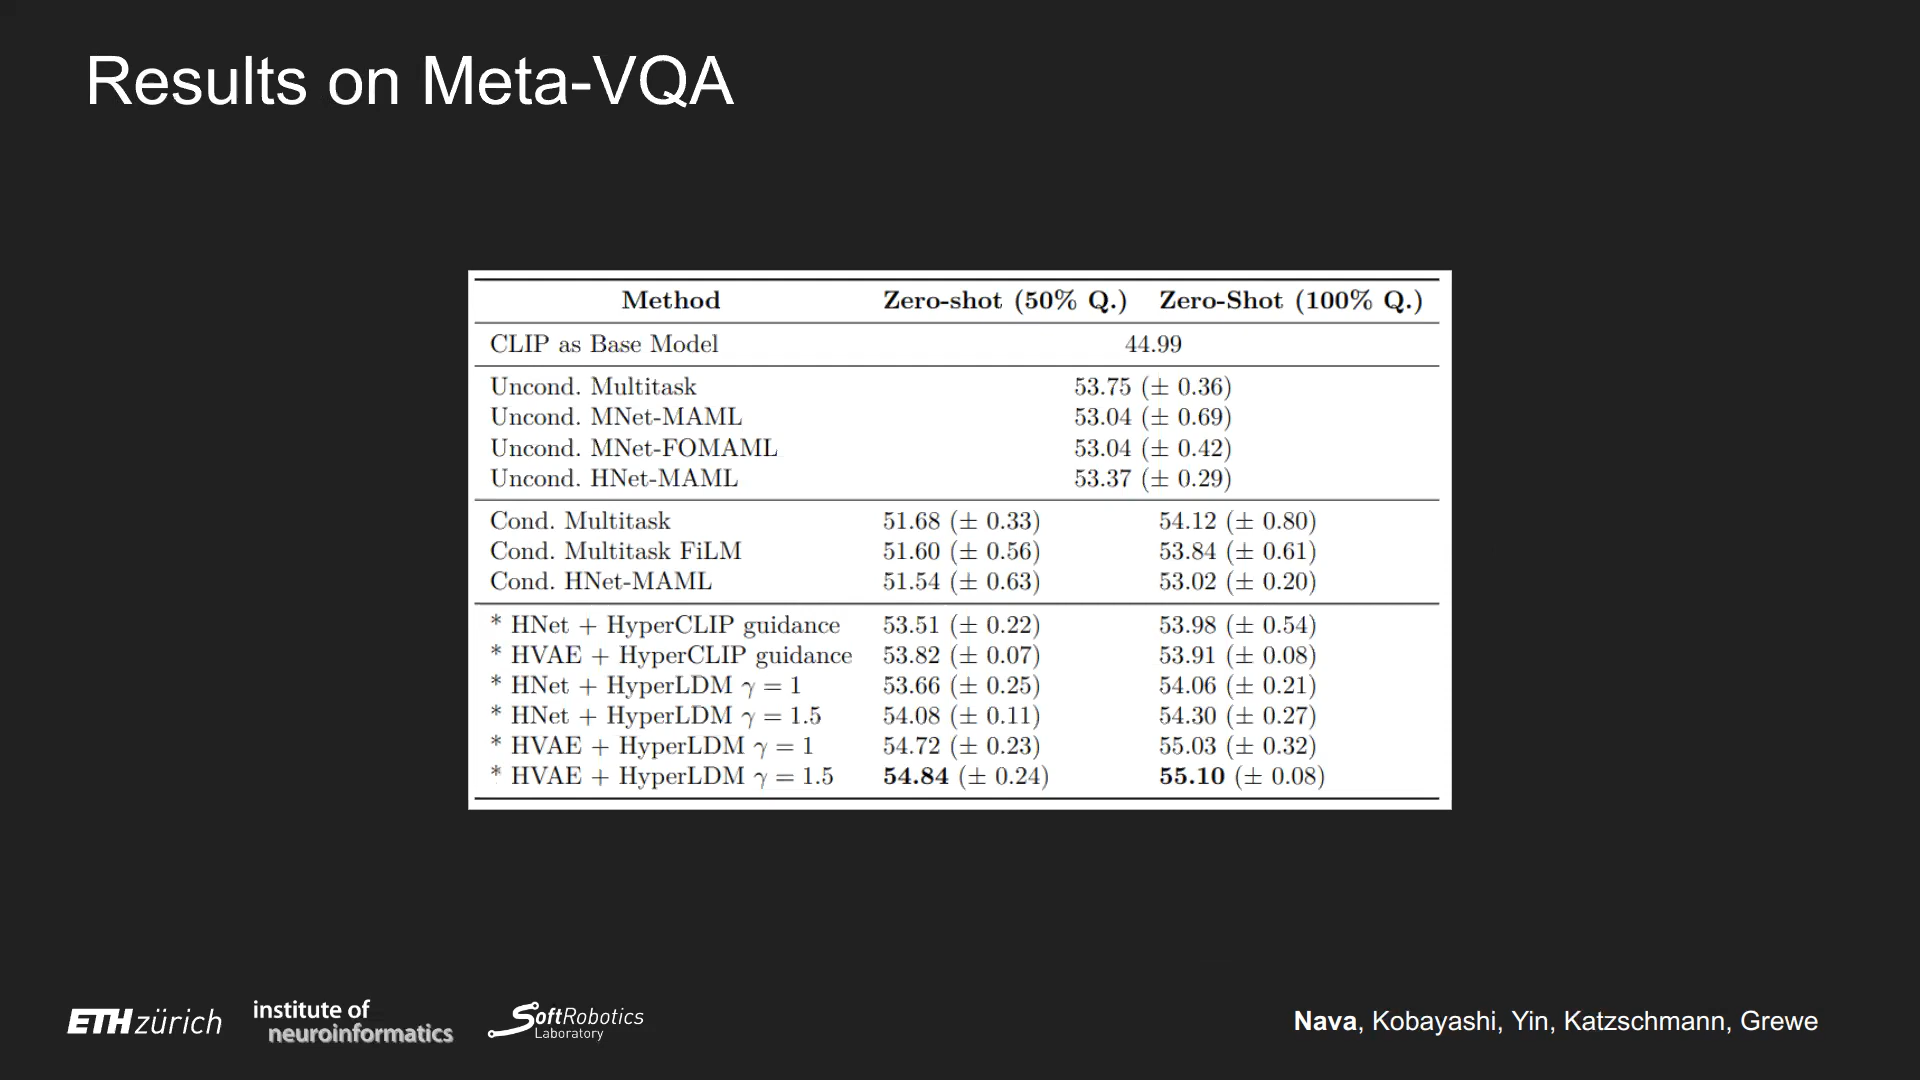 Results on Meta-VQA
Method Zero-shot (50% Q.) Zero-Shot (100% Q.)
CLIP as Base Model 44.99
Uncond. Multitask 53.75 (± 0.36)
Uncond. MNet-MAML 53.04 (± 0.69)
Uncond. MNet-FOMAML 53.04 (± 0.42)
Uncond. HNet-MAML 53.37 (± 0.29)
Cond. Multitask 51.68 (± 0.33) 54.12 (± 0.80)
Cond. Multitask FiLM 51.60 (± 0.56) 53.84 (± 0.61)
Cond. HNet-MAML 51.54 (± 0.63) 53.02 (± 0.20)
* HNet + HyperCLIP guidance 53.51 (± 0.22) 53.98 (± 0.54)
* HVAE + HyperCLIP guidance 53.82 (± 0.07) 53.91 (± 0.08)
* HNet + HyperLDM γ = 1 53.66 (± 0.25) 54.06 (± 0.21)
* HNet + HyperLDM γ = 1.5 54.08 (± 0.11) 54.30 (± 0.27)
* HVAE + HyperLDM γ = 1 54.72 (± 0.23) 55.03 (± 0.32)
* HVAE + HyperLDM γ = 1.5 54.84 (± 0.24) 55.10 (± 0.08)
ETH zürich
institute of
neuroinformatics
SoftRobotics
Laboratory
Nava, Kobayashi, Yin, Katzschmann, Grewe